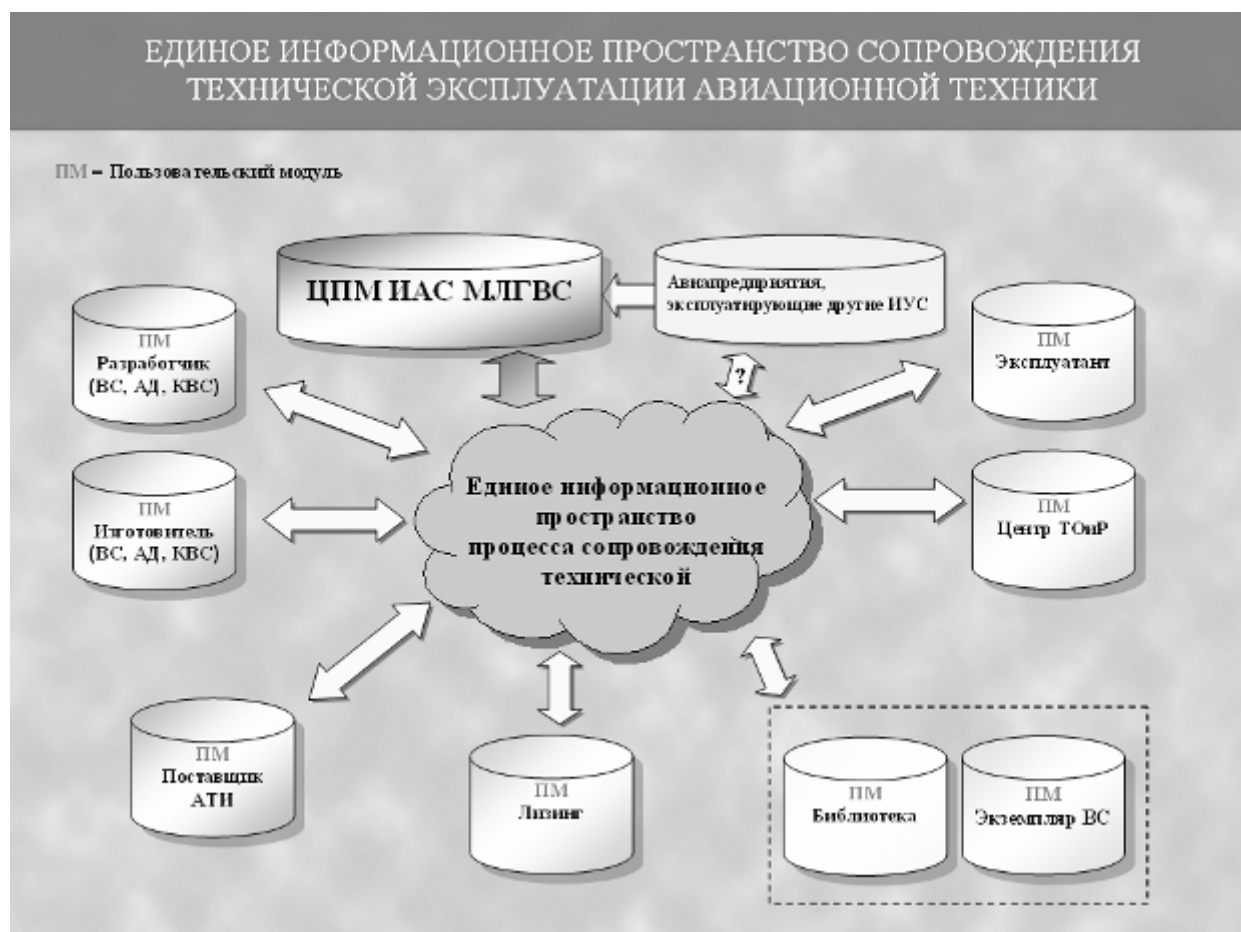 ЕДИНОЕ ИНФОРМАЦИОННОЕ ПРОСТРАНСТВО СОПРОВОЖДЕНИЯ
ТЕХНИЧЕСКОЙ ЭКСПЛУАТАЦИИ АВИАЦИОННОЙ ТЕХНИКИ
ПМ – Пользовательский модуль
ЦПМ ИАС МЛГВС
Авиапредприятия,
эксплуатирующие другие ИУС
ПМ
Разработчик
(ВС, АД, КВС)
?
ПМ
Эксплуатант
ПМ
Изготовитель
(ВС, АД, КВС)
Единое информационное
пространство
процесса сопровождения
технической
ПМ
Центр ТОиР
ПМ
Поставщик
АТИ
ПМ
Лизинг
ПМ
Библиотека
ПМ
Экземпляр ВС